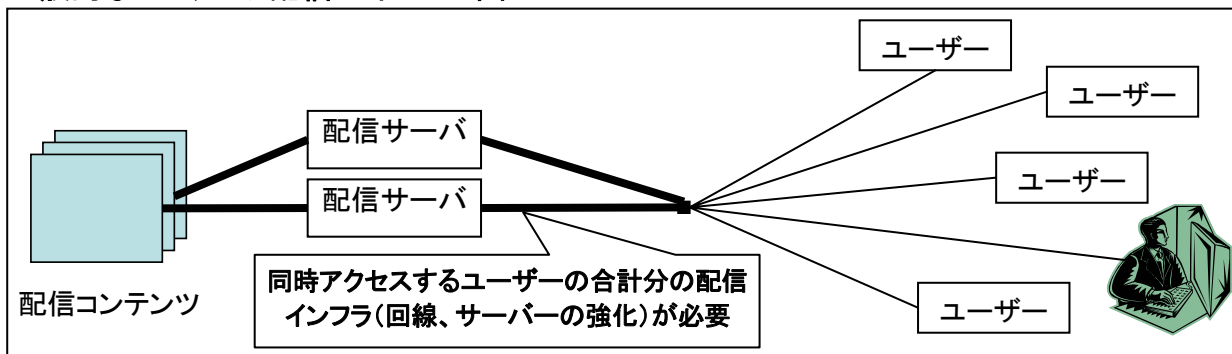 ユーザー
ユーザー
配信サーバ
配信サーバ
ユーザー
同時アクセスするユーザーの合計分の配信
インフラ(回線、サーバーの強化)が必要
配信コンテンツ
ユーザー